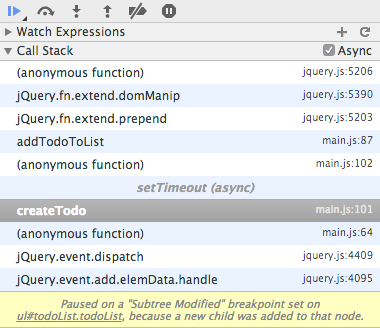 Watch Expressions
Call Stack Async
(anonymous function) jquery.js:5206
jQuery.fn.extend.domManip jquery.js:5390
jQuery.fn.extend.prepend jquery.js:5203
addTodoToList main.js:87
(anonymous function) main.js:102
setTimeout (async)
createTodo main.js:101
(anonymous function) main.js:64
jQuery.event.dispatch jquery.js:4409
jQuery.event.add.elemData.handle jquery.js:4095
Paused on a "Subtree Modified" breakpoint set on
ul#todoList.todoList, because a new child was added to that node.